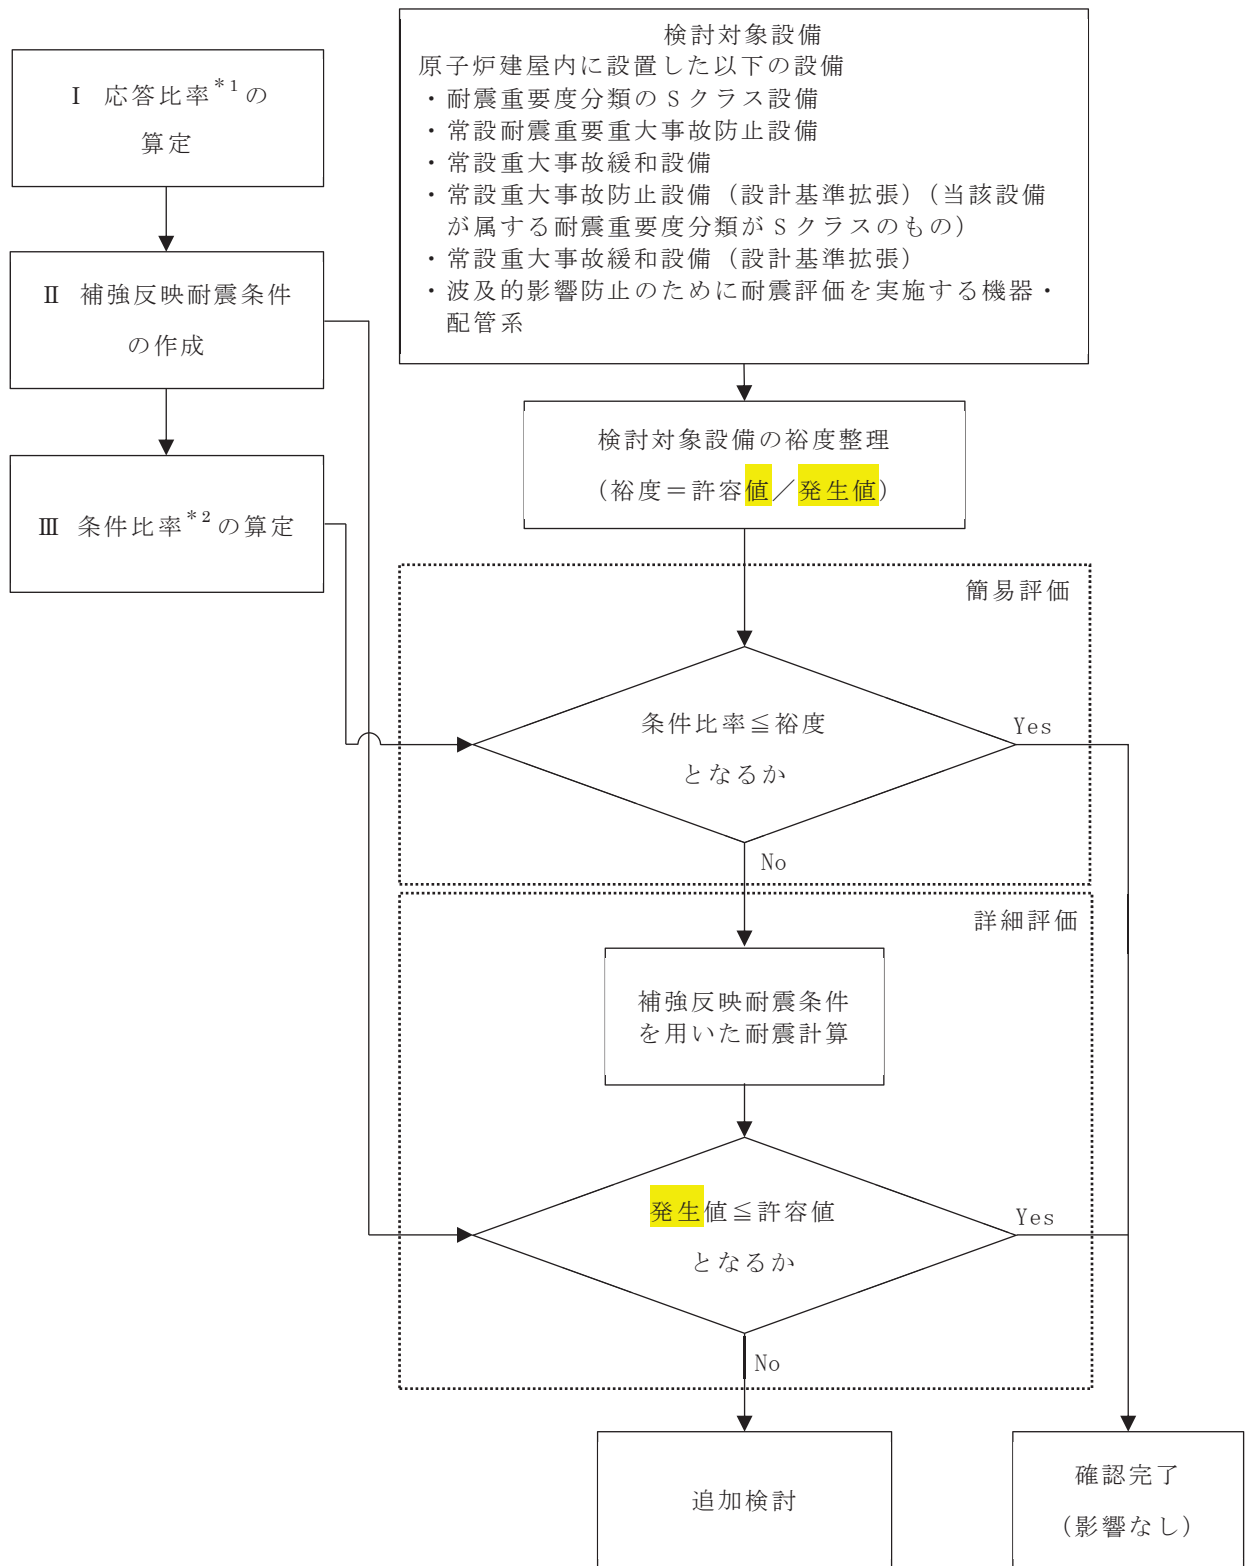 Ⅰ 応答比率*1の
算定
Ⅱ 補強反映耐震条件
の作成
Ⅲ 条件比率*2の算定
検討対象設備
原子炉建屋内に設置した以下の設備
・耐震重要度分類のSクラス設備
・常設耐震重要重大事故防止設備
・常設重大事故緩和設備
・常設重大事故防止設備（設計基準拡張）（当該設備
が属する耐震重要度分類がSクラスのもの）
・常設重大事故緩和設備（設計基準拡張）
・波及的影響防止のために耐震評価を実施する機器・
配管系
検討対象設備の裕度整理
（裕度＝許容値／発生値）
簡易評価
条件比率≦裕度
となるか
Yes
No
詳細評価
補強反映耐震条件
を用いた耐震計算
発生値≦許容値
となるか
Yes
No
追加検討
確認完了
（影響なし）